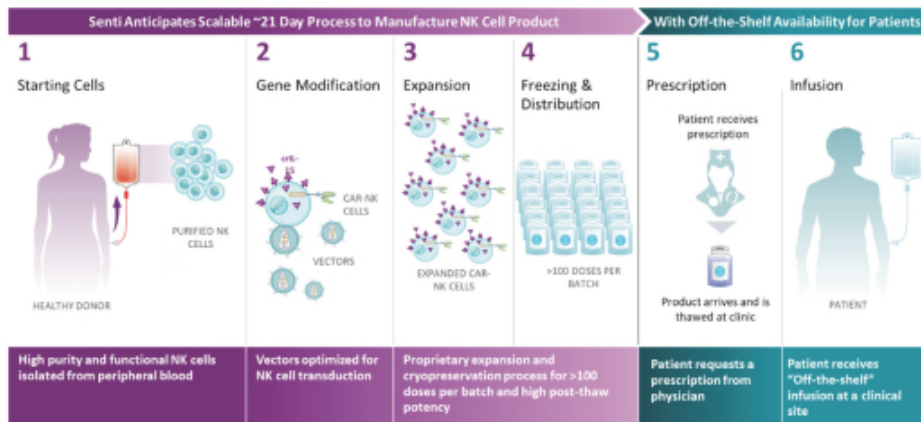 Senti Anticipates Scalable ~21 Day Process to Manufacture NK Cell Product
With Off-the-Shelf Availability for Patients
1
Starting Cells
PURIFIED NK
CELLS
HEALTHY DONOR
High purity and functional NK cells
isolated from peripheral blood
2
Gene Modification
15
CAR-NK
CELLS
VECTORS
Vectors optimized for
NK cell transduction
3
Expansion
EXPANDED CAR-
NK CELLS
4
Freezing &
Distribution
>100 DOSES PER
BATCH
Proprietary expansion and
cryopreservation process for >100
doses per batch and high post-thaw
potency
5
Prescription
Patient receives
prescription
Product arrives and is
thawed at clinic
Patient requests a
prescription from
physician
6
Infusion
PATIENT
Patient receives
"Off-the-shelf"
infusion at a clinical
site